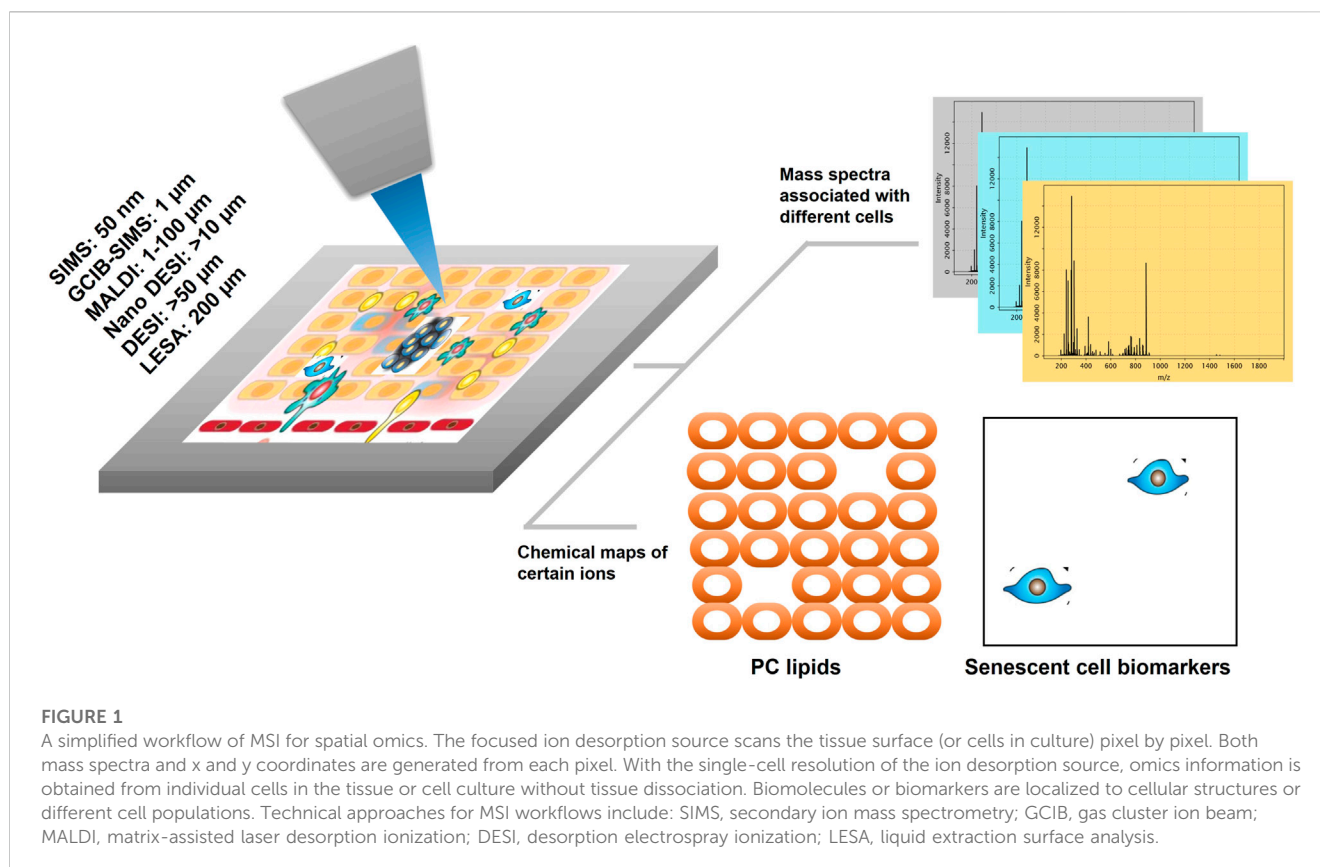 SIMS: 50 nm
GCIB-SIMS: 1 µm
MALDI: 1-100 µm
Nano DESI: >10 µm
DESI: >50 µm
LESA: 200 µm
Mass spectra
associated with
different cells
Intensity
12000
10000
8000
6000
4000
2000
0
200
Intensity
12000
10000
8000
6000
4000
2000
0
200
Intensity
12000
10000
8000
6000
4000
2000
0
200 400 600 800 1000 1200 1400 1600 1800
m/z
Chemical maps of
certain ions
PC lipids
Senescent cell biomarkers
FIGURE 1
A simplified workflow of MSI for spatial omics. The focused ion desorption source scans the tissue surface (or cells in culture) pixel by pixel. Both
mass spectra and x and y coordinates are generated from each pixel. With the single-cell resolution of the ion desorption source, omics information is
obtained from individual cells in the tissue or cell culture without tissue dissociation. Biomolecules or biomarkers are localized to cellular structures or
different cell populations. Technical approaches for MSI workflows include: SIMS, secondary ion mass spectrometry; GCIB, gas cluster ion beam;
MALDI, matrix-assisted laser desorption ionization; DESI, desorption electrospray ionization; LESA, liquid extraction surface analysis.